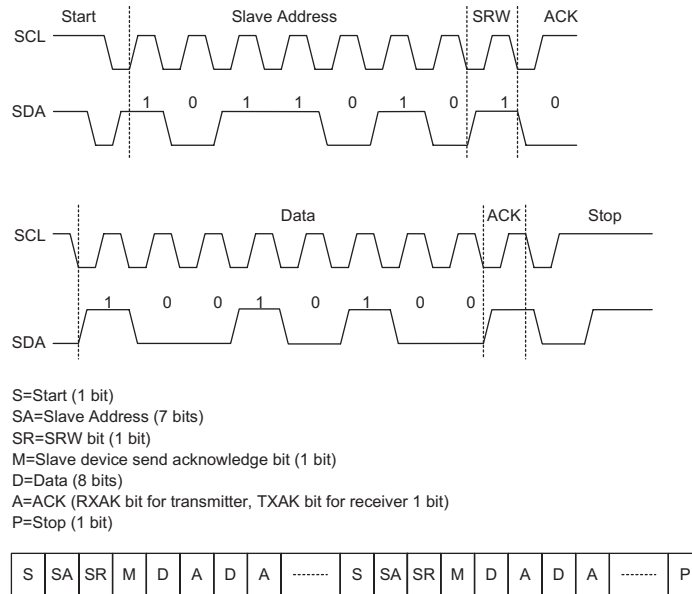 Start Slave Address SRW ACK
SCL
1 0 1 1 0 1 0 1 0
SDA
Data ACK Stop
SCL
1 0 0 1 0 1 0 0
SDA
S=Start (1 bit)
SA=Slave Address (7 bits)
SR=SRW bit (1 bit)
M=Slave device send acknowledge bit (1 bit)
D=Data (8 bits)
A=ACK (RXAK bit for transmitter, TXAK bit for receiver 1 bit)
P=Stop (1 bit)
S SA SR M D A D A -------- S SA SR M D A D A -------- P